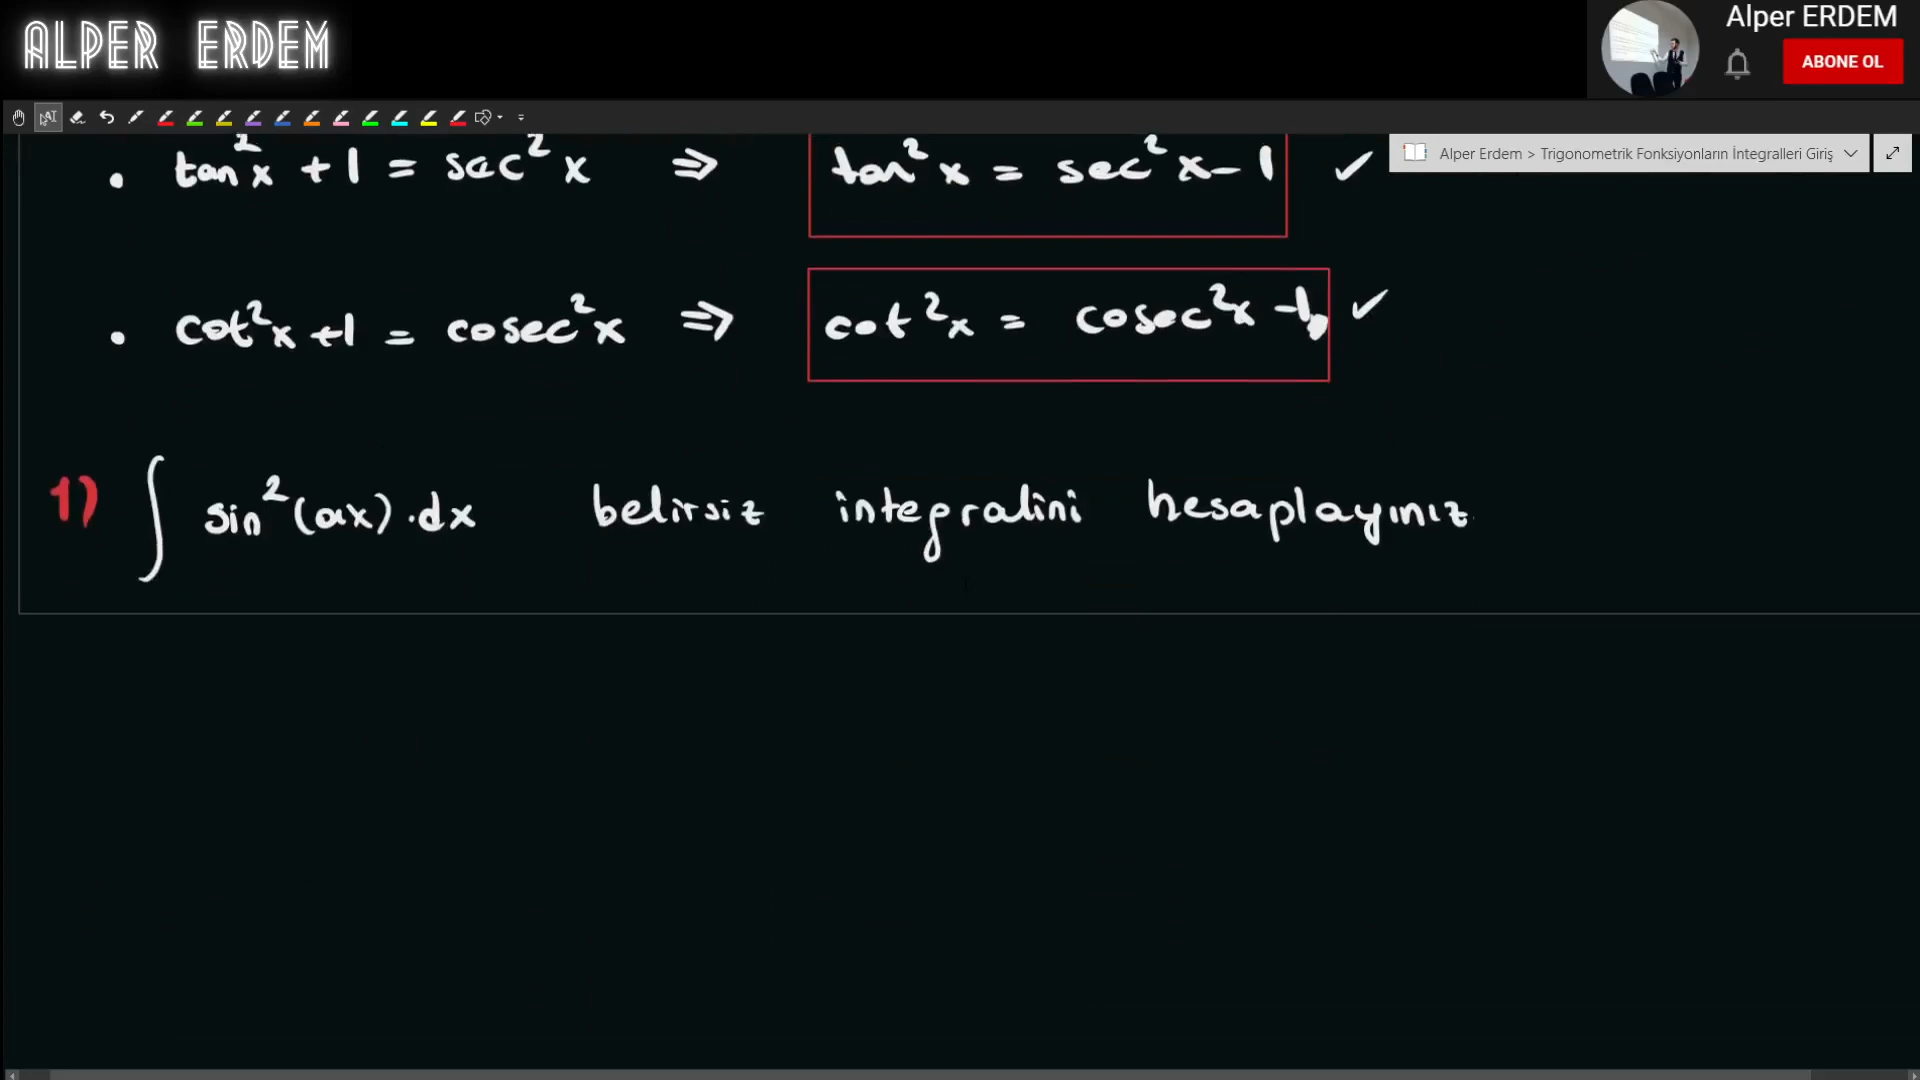 ALPER ERDEM
Alper ERDEM
ABONE OL
Alper Erdem > Trigonometrik Fonksiyonların İntegralleri Giriş
• tan²x + 1 = sec²x ⇒ tan²x = sec²x - 1 ✓
• cot²x + 1 = cosec²x ⇒ cot²x = cosec²x - 1 ✓
1) ∫ sin²(ax) . dx belirsiz integralini hesaplayınız.